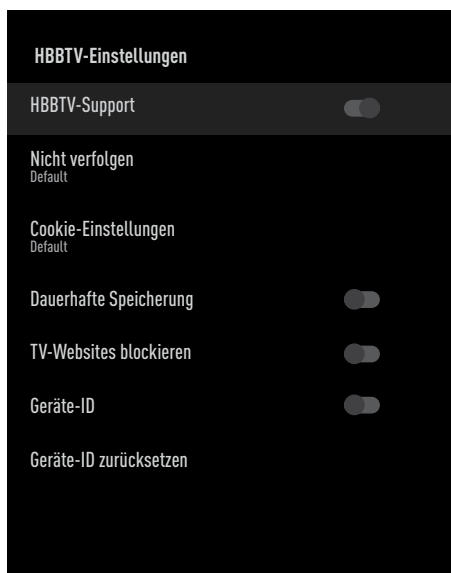 HBBTV-Einstellungen
HBBTV-Support
Nicht verfolgen
Default
Cookie-Einstellungen
Default
Dauerhafte Speicherung
TV-Websites blockieren
Geräte-ID
Geräte-ID zurücksetzen